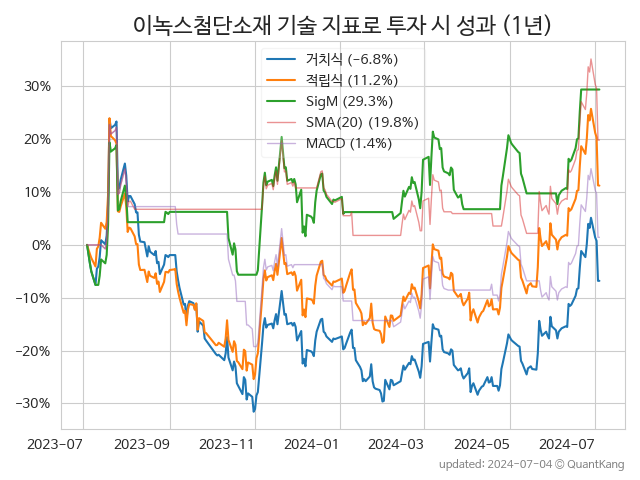 이녹스첨단소재 기술 지표로 투자 시 성과 (1년)
거치식 (−6.8%)
적립식 (11.2%)
SigM (29.3%)
SMA(20) (19.8%)
MACD (1.4%)
30%
20%
10%
0%
−10%
−20%
−30%
2023-07 2023-09 2023-11 2024-01 2024-03 2024-05 2024-07
updated: 2024-07-04 © QuantKang